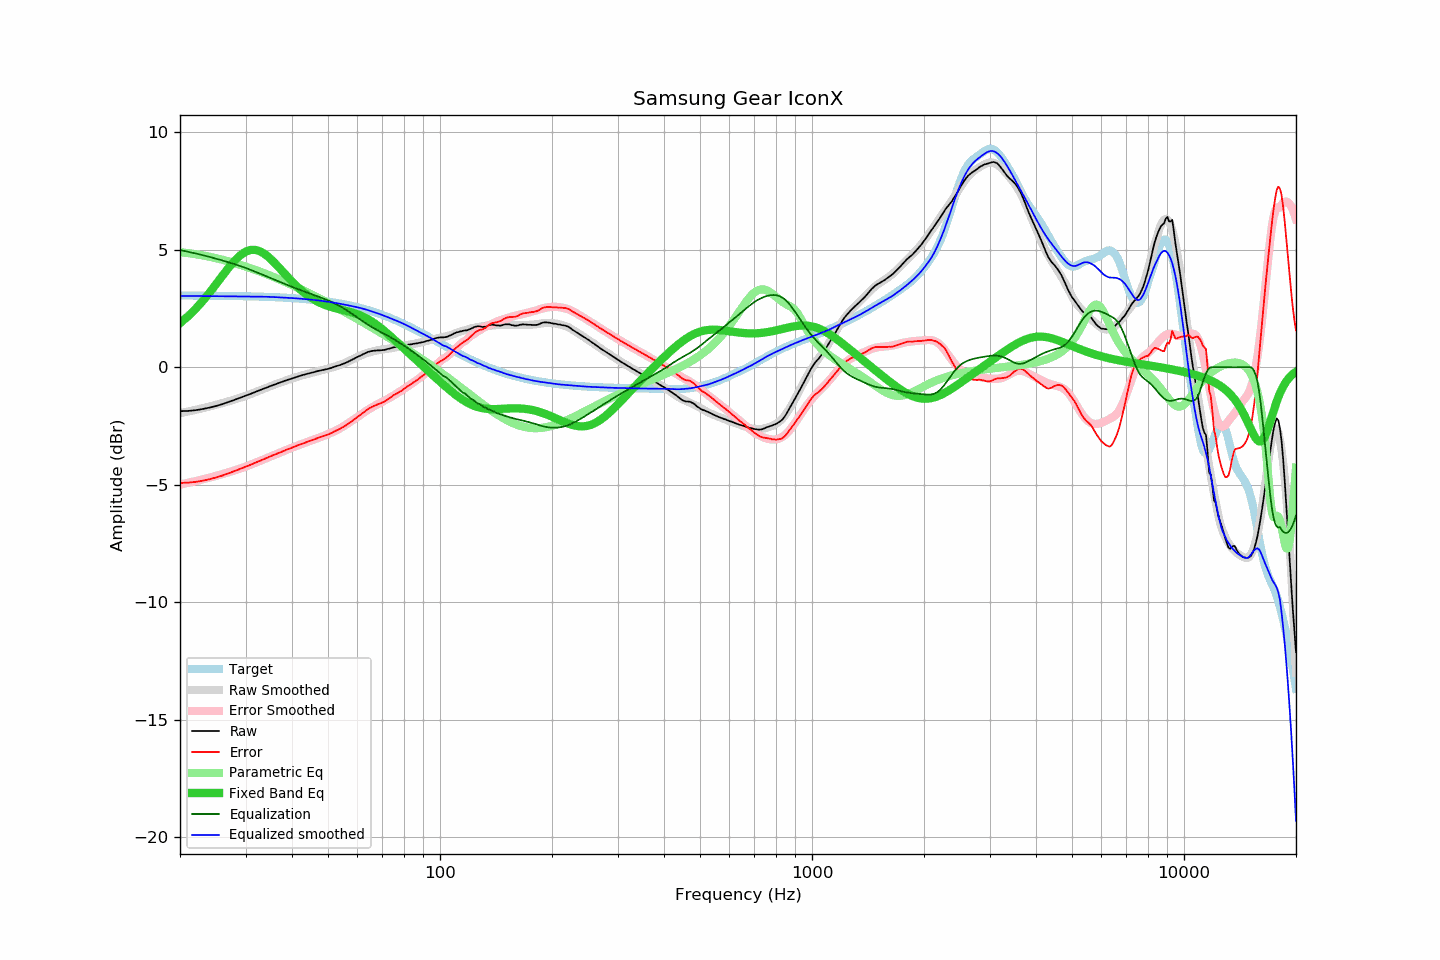 Samsung Gear IconX
10
5
0
−5
−10
−15
−20
Amplitude (dBr)
Target
Raw Smoothed
Error Smoothed
Raw
Error
Parametric Eq
Fixed Band Eq
Equalization
Equalized smoothed
100 1000 10000
Frequency (Hz)